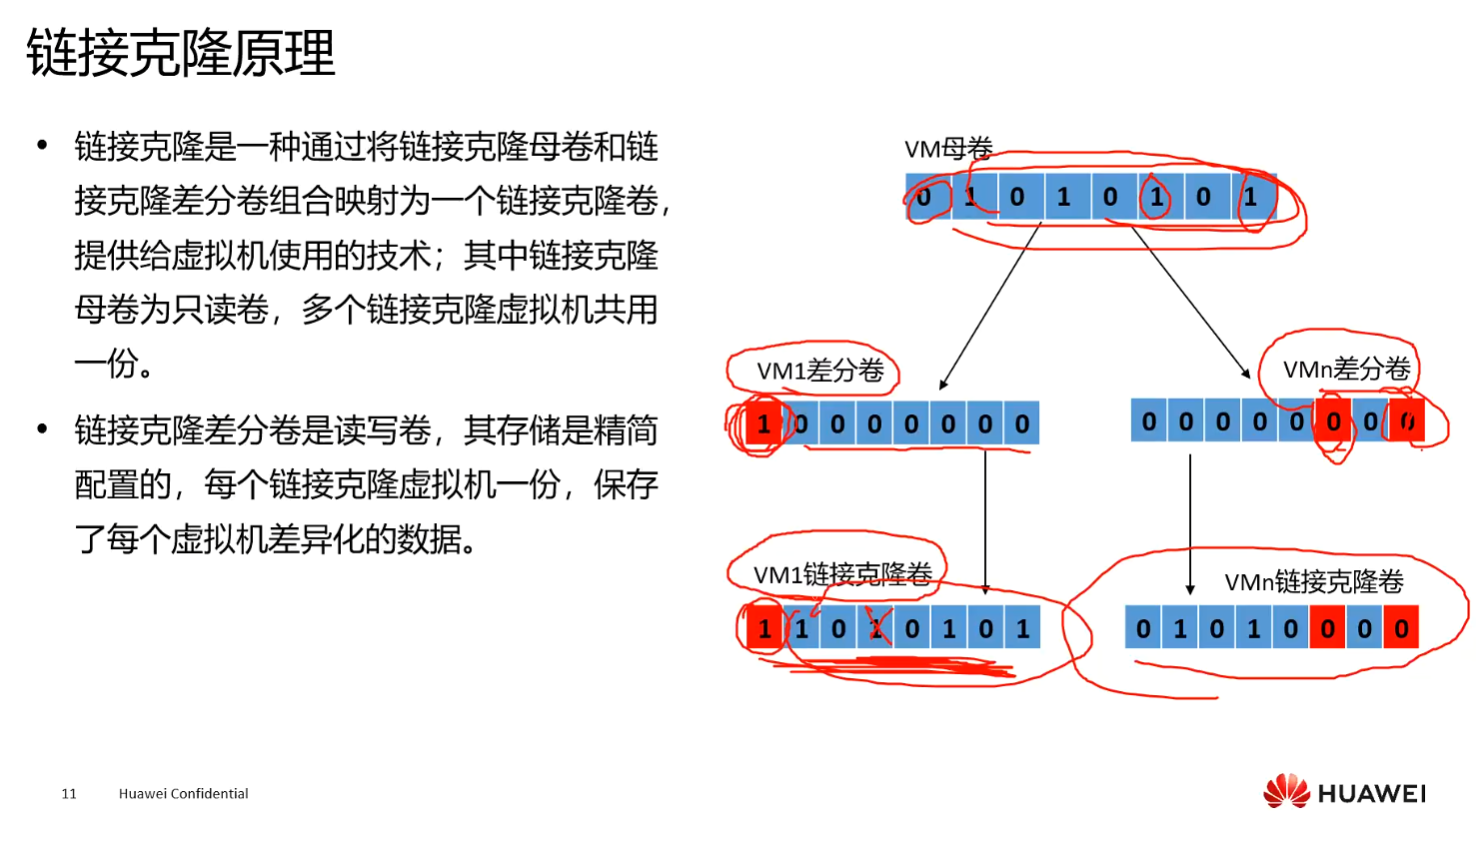 链接克隆原理
• 链接克隆是一种通过将链接克隆母卷和链
接克隆差分卷组合映射为一个链接克隆卷，
提供给虚拟机使用的技术；其中链接克隆
母卷为只读卷，多个链接克隆虚拟机共用
一份。
• 链接克隆差分卷是读写卷，其存储是精简
配置的，每个链接克隆虚拟机一份，保存
了每个虚拟机差异化的数据。
VM母卷
0 1 0 1 0 1 0 1
VM1差分卷
1 0 0 0 0 0 0 0
VMn差分卷
0 0 0 0 0 0 0 0
VM1链接克隆卷
1 1 0 1 0 1 0 1
VMn链接克隆卷
0 1 0 1 0 0 0 0
11 Huawei Confidential
HUAWEI